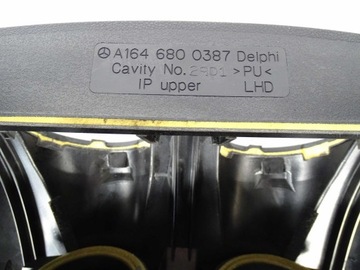 A164 680 0387 Delphi
Cavity No. >PU<
IP upper LHD